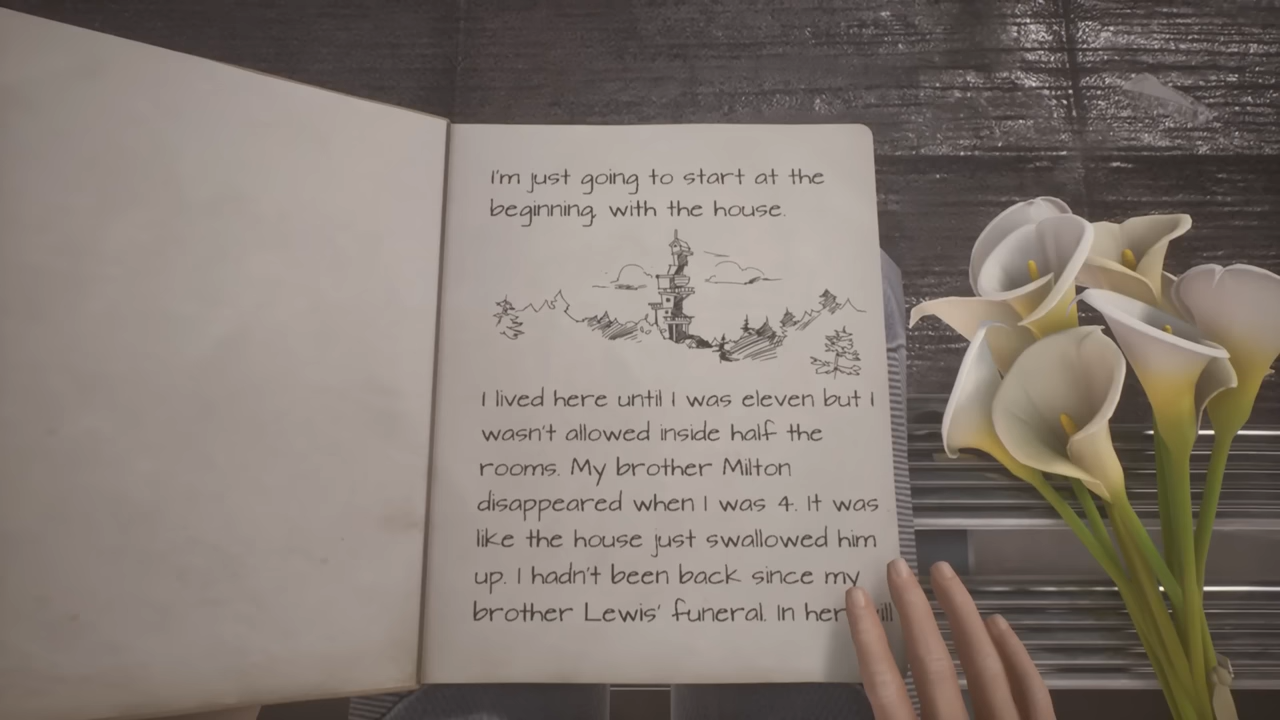 I'm just going to start at the
beginning, with the house.
I lived here until I was eleven but I
wasn't allowed inside half the
rooms. My brother Milton
disappeared when I was 4. It was
like the house just swallowed him
up. I hadn't been back since my
brother Lewis' funeral. In her